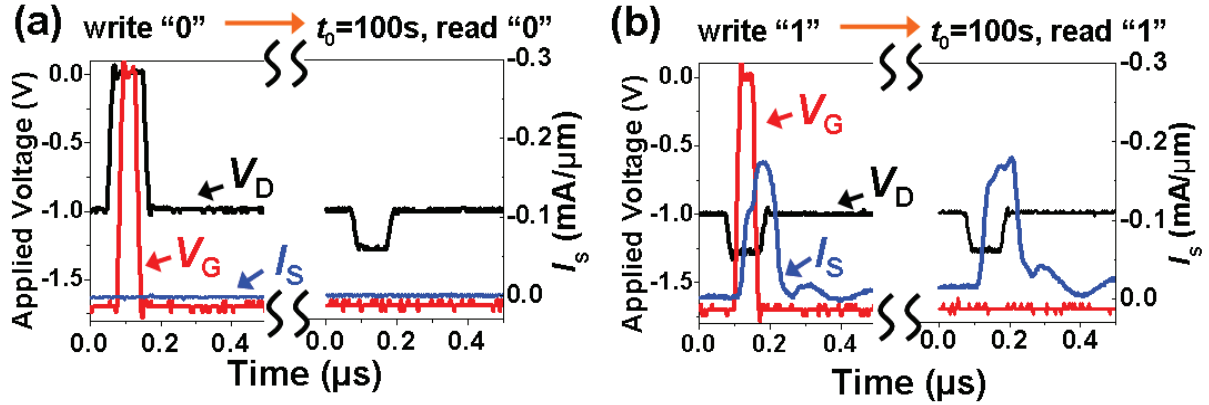 (a) write “0” t0=100s, read “0”
Applied Voltage (V)
0.0
-0.5
-1.0
-1.5
VD
VG
IS
-0.3
-0.2
-0.1
0.0
Is (mA/µm)
0.0 0.2 0.4 0.0 0.2 0.4
Time (µs)
(b) write “1” t0=100s, read “1”
Applied Voltage (V)
0.0
-0.5
-1.0
-1.5
VG
VD
IS
-0.3
-0.2
-0.1
0.0
Is (mA/µm)
0.0 0.2 0.4 0.0 0.2 0.4
Time (µs)